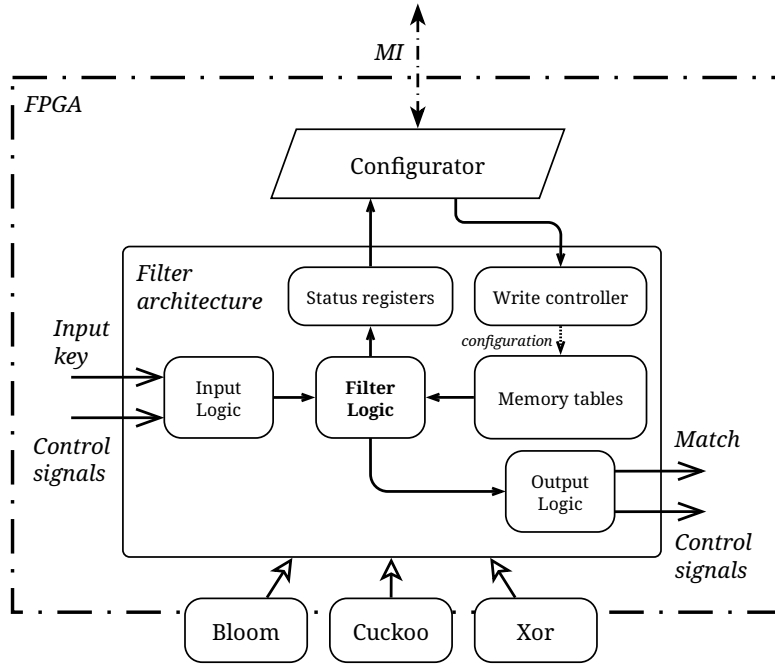 MI
FPGA
Configurator
Filter
architecture
Status registers
Write controller
configuration
Input
key
Input
Logic
Filter
Logic
Memory tables
Control
signals
Match
Output
Logic
Control
signals
Bloom
Cuckoo
Xor